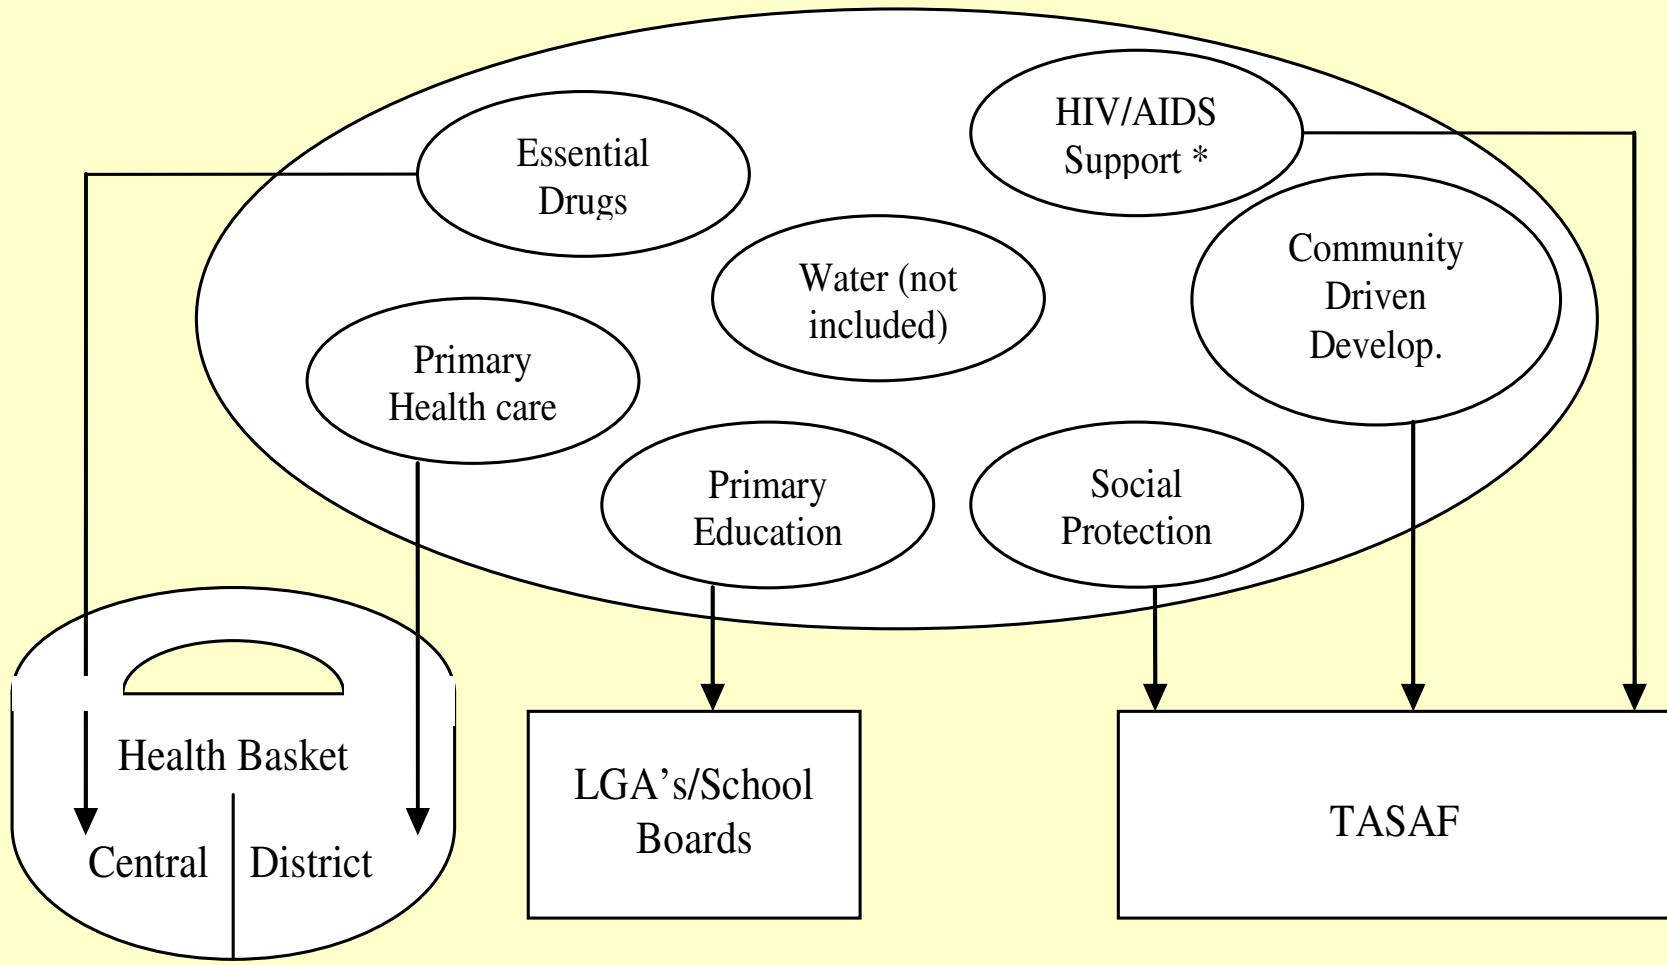 HIV/AIDS
Support *
Essential
Drugs
Community
Driven
Develop.
Water (not
included)
Primary
Health care
Primary
Education
Social
Protection
Health Basket
Central
District
LGA’s/School
Boards
TASAF